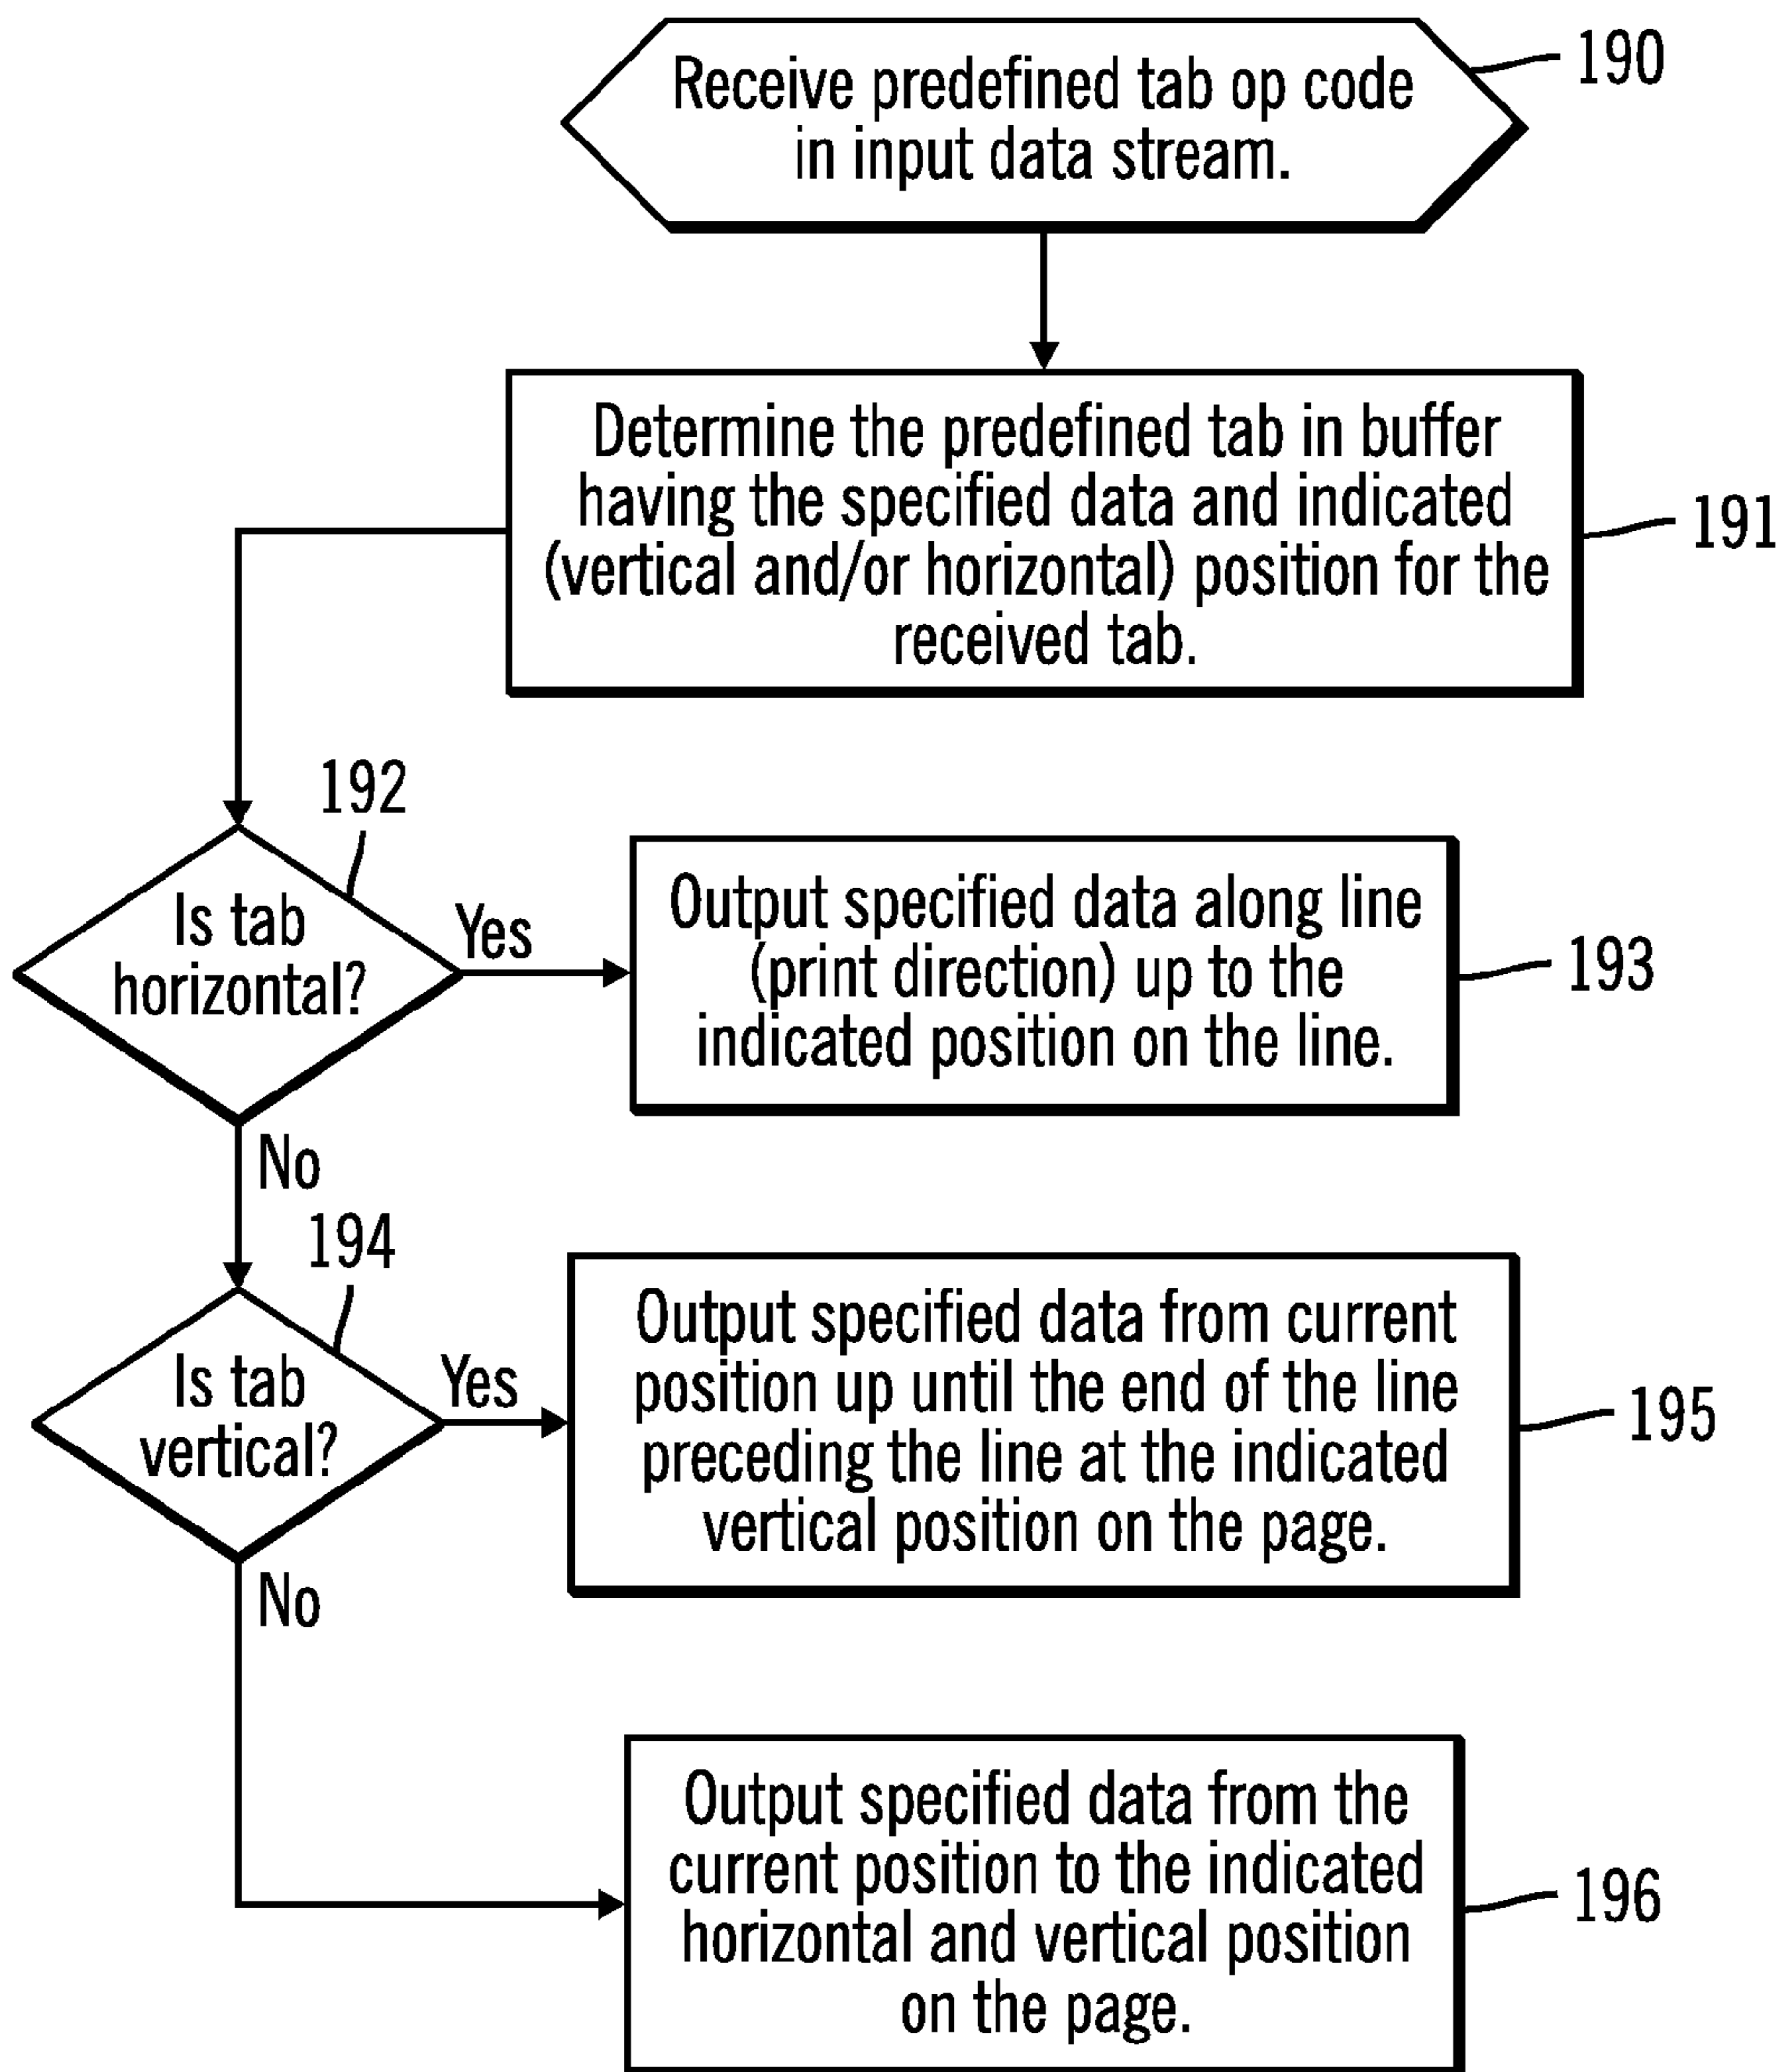 Receive predefined tab op code
in input data stream.
190
Determine the predefined tab in buffer
having the specified data and indicated
(vertical and/or horizontal) position for the
received tab.
191
192
Is tab
horizontal?
Yes
Output specified data along line
(print direction) up to the
indicated position on the line.
193
No
194
Is tab
vertical?
Yes
Output specified data from current
position up until the end of the line
preceding the line at the indicated
vertical position on the page.
195
No
Output specified data from the
current position to the indicated
horizontal and vertical position
on the page.
196